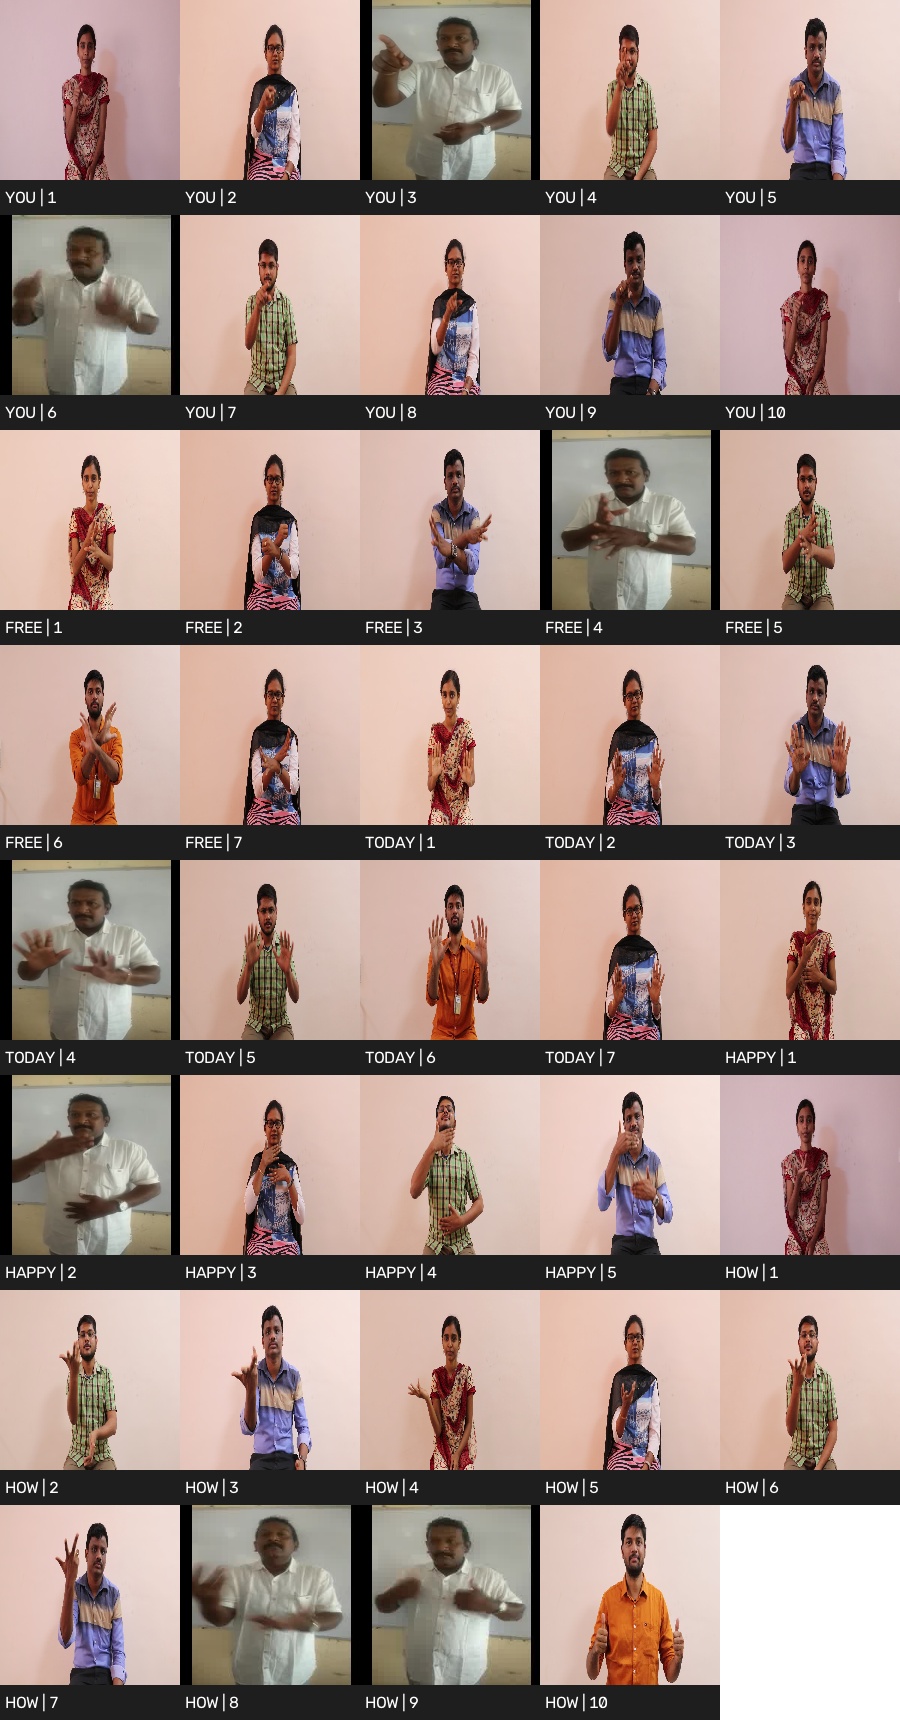 YOU | 1
YOU | 2
YOU | 3
YOU | 4
YOU | 5
YOU | 6
YOU | 7
YOU | 8
YOU | 9
YOU | 10
FREE | 1
FREE | 2
FREE | 3
FREE | 4
FREE | 5
FREE | 6
FREE | 7
TODAY | 1
TODAY | 2
TODAY | 3
TODAY | 4
TODAY | 5
TODAY | 6
TODAY | 7
HAPPY | 1
HAPPY | 2
HAPPY | 3
HAPPY | 4
HAPPY | 5
HOW | 1
HOW | 2
HOW | 3
HOW | 4
HOW | 5
HOW | 6
HOW | 7
HOW | 8
HOW | 9
HOW | 10